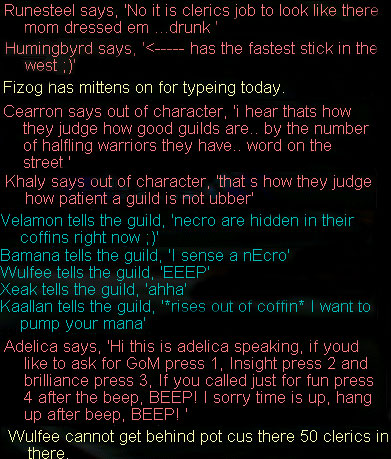 Runesteel says, 'No it is clerics job to look like there
mom dressed em ...drunk '
Humingbyrd says, '<----- has the fastest stick in the
west ;)'
Fizog has mittens on for typeing today.
Cearron says out of character, 'i hear thats how
they judge how good guilds are.. by the number
of halfling warriors they have.. word on the
street '
Khaly says out of character, 'that s how they judge
how patient a guild is not ubber'
Velamon tells the guild, 'necro are hidden in their
coffins right now ;)'
Bamana tells the guild, 'I sense a nEcro'
Wulfee tells the guild, 'EEEP'
Xeak tells the guild, 'ahha'
Kaallan tells the guild, '*rises out of coffin* I want to
pump your mana'
Adelica says, 'Hi this is adelica speaking, if youd
like to ask for GoM press 1, Insight press 2 and
brilliance press 3, If you called just for fun press
4 after the beep, BEEP! I sorry time is up, hang
up after beep, BEEP! '
Wulfee cannot get behind pot cus there 50 clerics in
there.